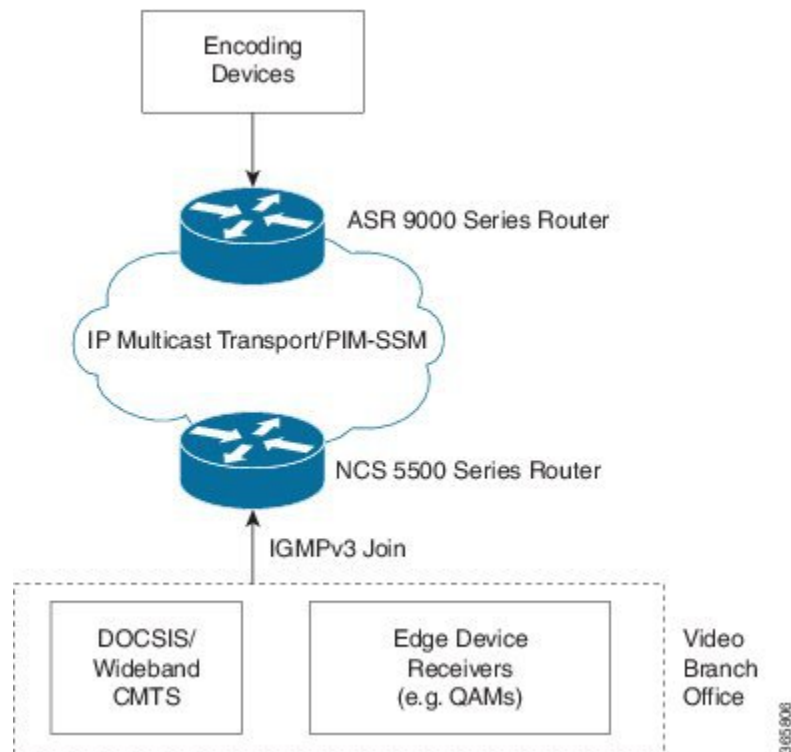 Encoding
Devices
ASR 9000 Series Router
IP Multicast Transport/PIM-SSM
NCS 5500 Series Router
IGMPv3 Join
DOCSIS/
Wideband
CMTS
Edge Device
Receivers
(e.g. QAMs)
Video
Branch
Office
365806